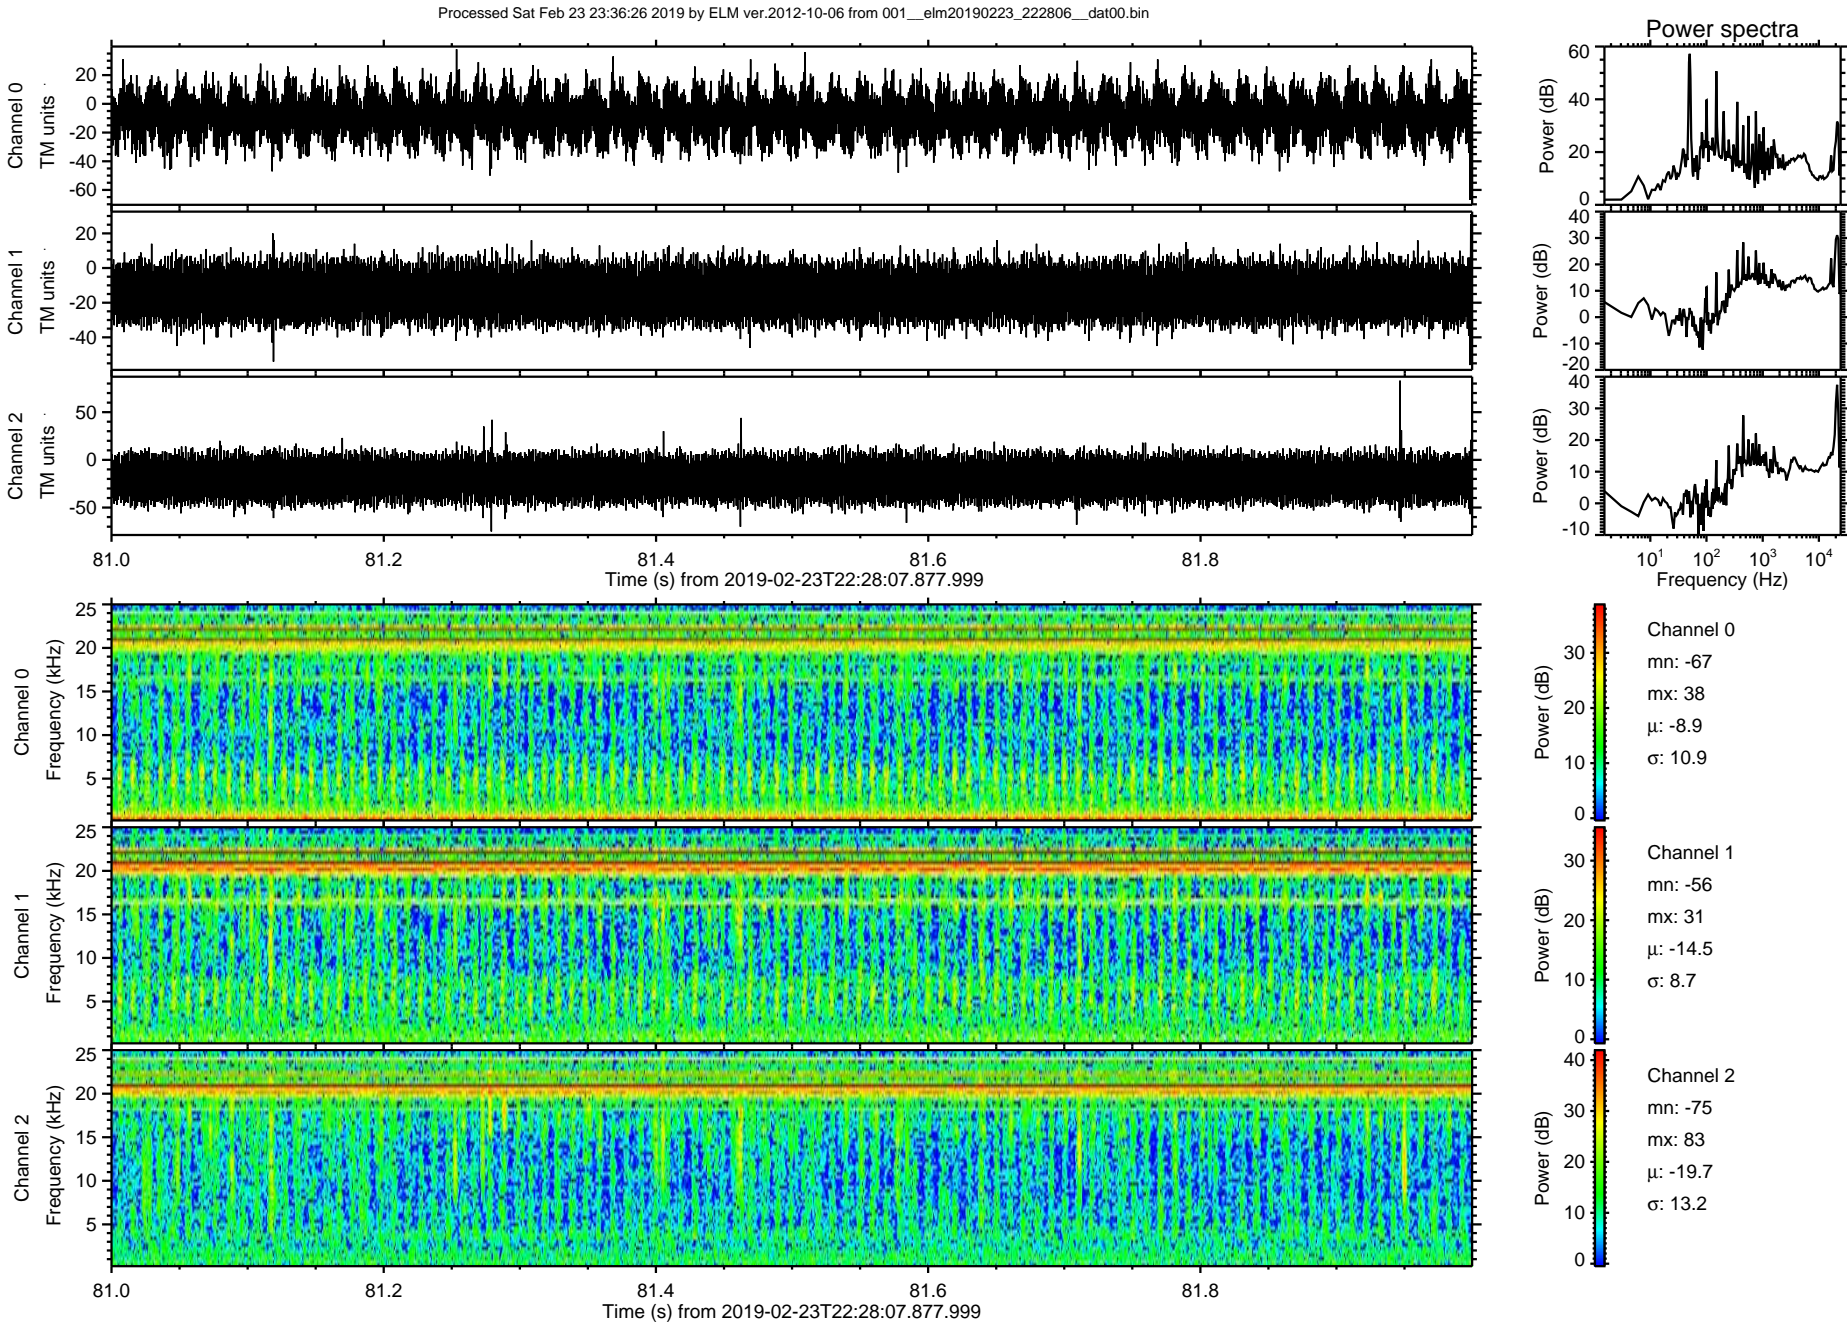 Processed Sat Feb 23 23:36:26 2019 by ELM ver.2012-10-06 from 001__elm20190223_222806__dat00.bin
Power spectra
Channel 0
TM units
20
0
-20
-40
-60
Power (dB)
60
40
20
0
Channel 1
TM units
20
0
-20
-40
Power (dB)
40
30
20
10
0
-10
-20
Channel 2
TM units
50
0
-50
Power (dB)
40
30
20
10
0
-10
81.0 81.2 81.4 81.6 81.8
Time (s) from 2019-02-23T22:28:07.877.999
10^1 10^2 10^3 10^4
Frequency (Hz)
Channel 0
Frequency (kHz)
25
20
15
10
5
Power (dB)
30
20
10
0
Channel 0
mn: -67
mx: 38
μ: -8.9
σ: 10.9
Channel 1
Frequency (kHz)
25
20
15
10
5
Power (dB)
30
20
10
0
Channel 1
mn: -56
mx: 31
μ: -14.5
σ: 8.7
Channel 2
Frequency (kHz)
25
20
15
10
5
Power (dB)
40
30
20
10
0
Channel 2
mn: -75
mx: 83
μ: -19.7
σ: 13.2
81.0 81.2 81.4 81.6 81.8
Time (s) from 2019-02-23T22:28:07.877.999